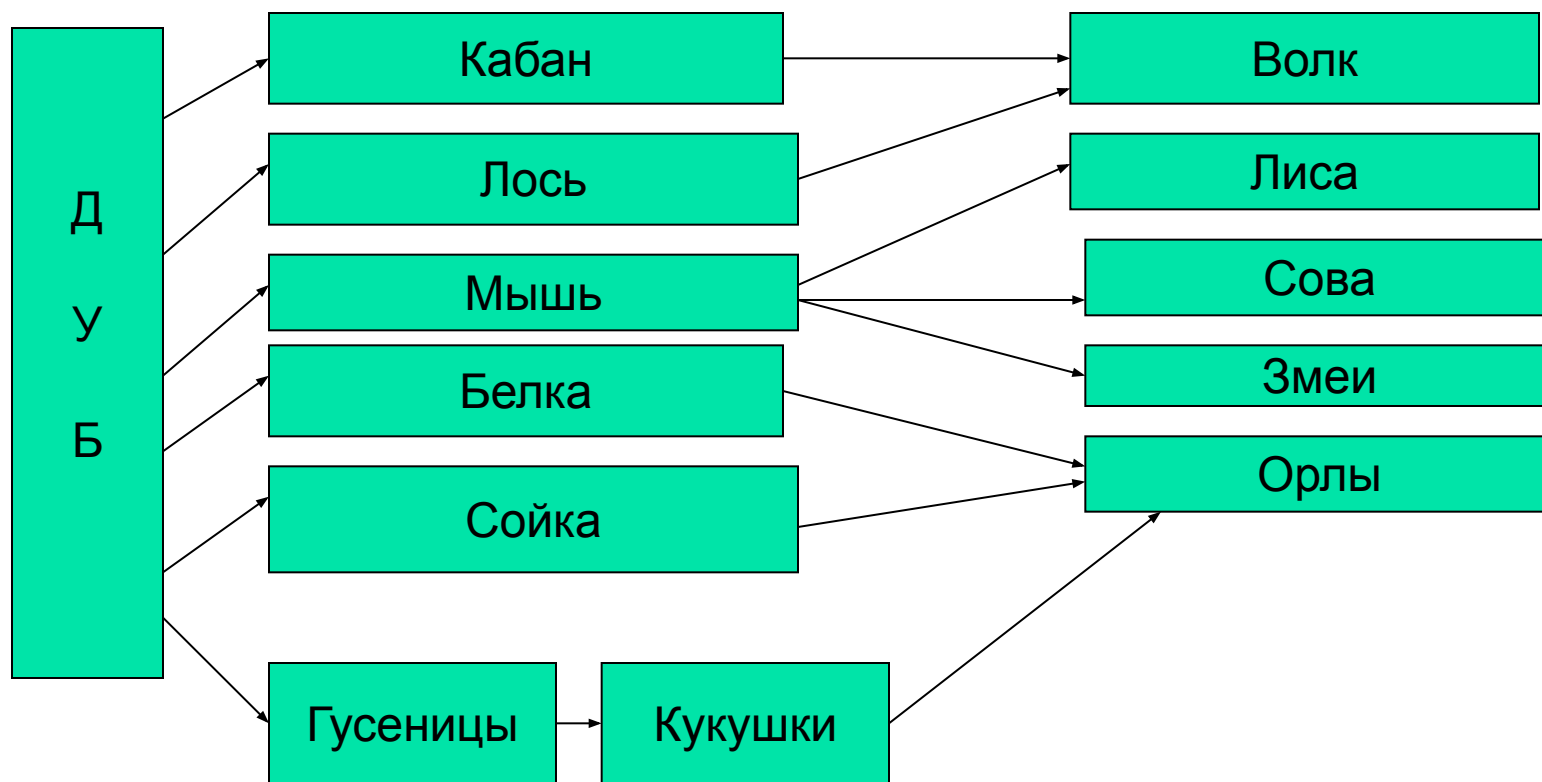 Д
У
Б
Кабан
Волк
Лось
Лиса
Мышь
Сова
Белка
Змеи
Сойка
Орлы
Гусеницы
Кукушки